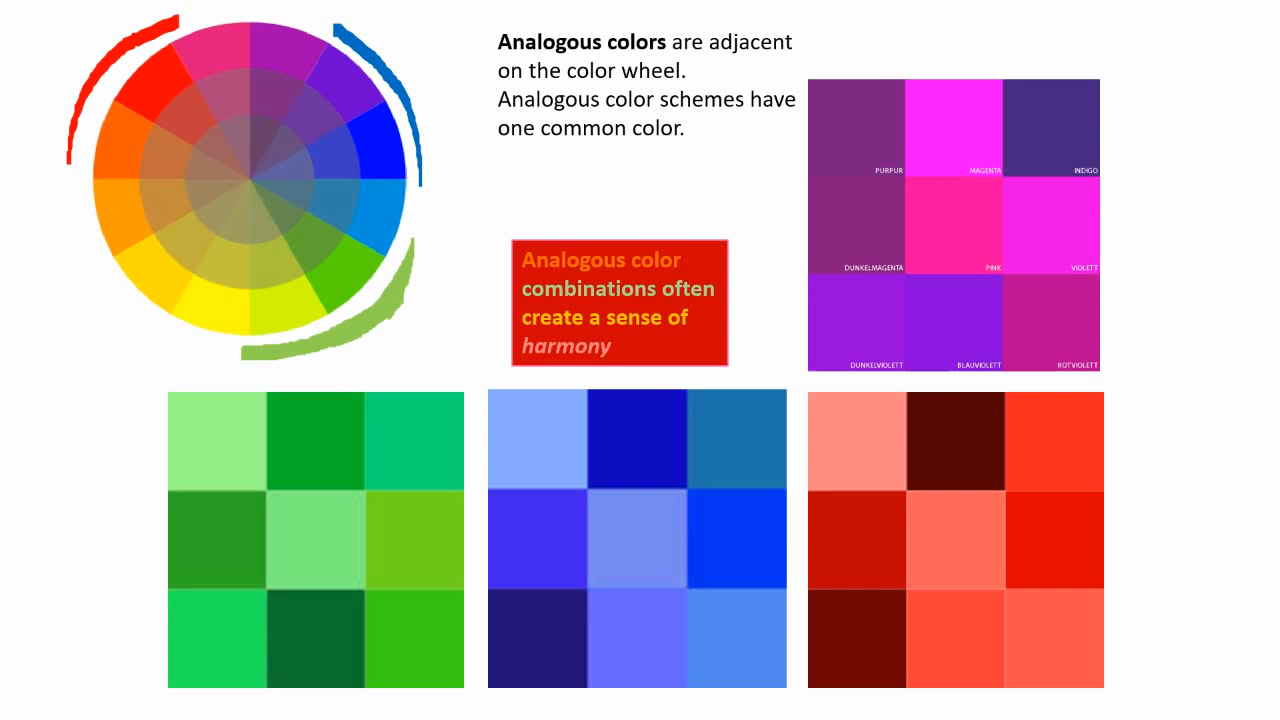 Analogous colors are adjacent
on the color wheel.
Analogous color schemes have
one common color.
PURPUR
MAGENTA
INDIGO
DUNKELMAGENTA
PINK
VIOLETT
DUNKELVIOLETT
BLAUVIOLETT
ROTVIOLETT
Analogous color
combinations often
create a sense of
harmony